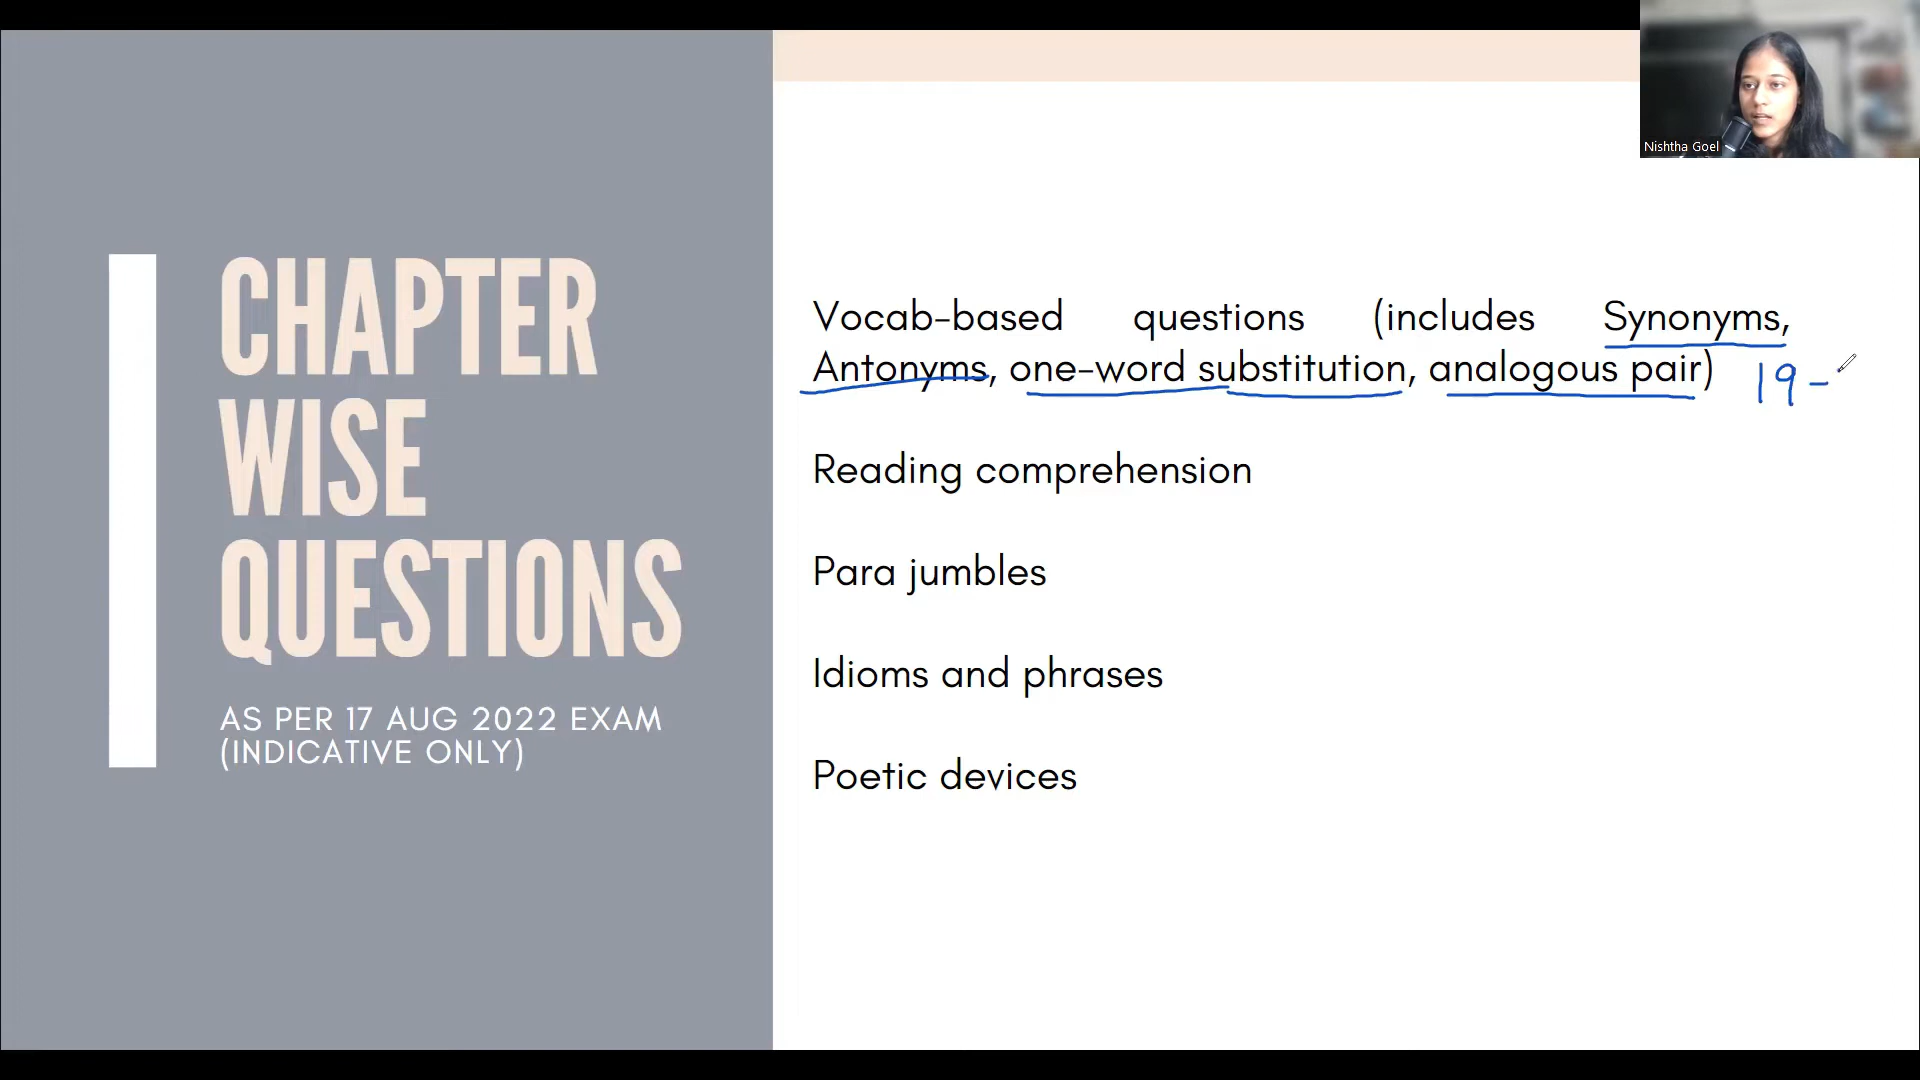 Nishtha Goel
CHAPTER
WISE
QUESTIONS
AS PER 17 AUG 2022 EXAM
(INDICATIVE ONLY)
Vocab-based questions (includes Synonyms,
Antonyms, one-word substitution, analogous pair) 19-
Reading comprehension
Para jumbles
Idioms and phrases
Poetic devices